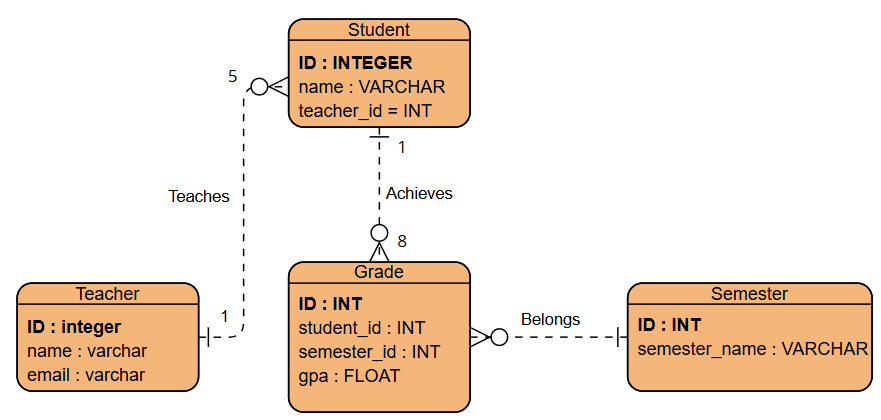 Student
ID : INTEGER
name : VARCHAR
teacher_id = INT
5
1
Teaches
Achieves
8
Grade
ID : INT
student_id : INT
semester_id : INT
gpa : FLOAT
Teacher
ID : integer
name : varchar
email : varchar
1
Belongs
Semester
ID : INT
semester_name : VARCHAR